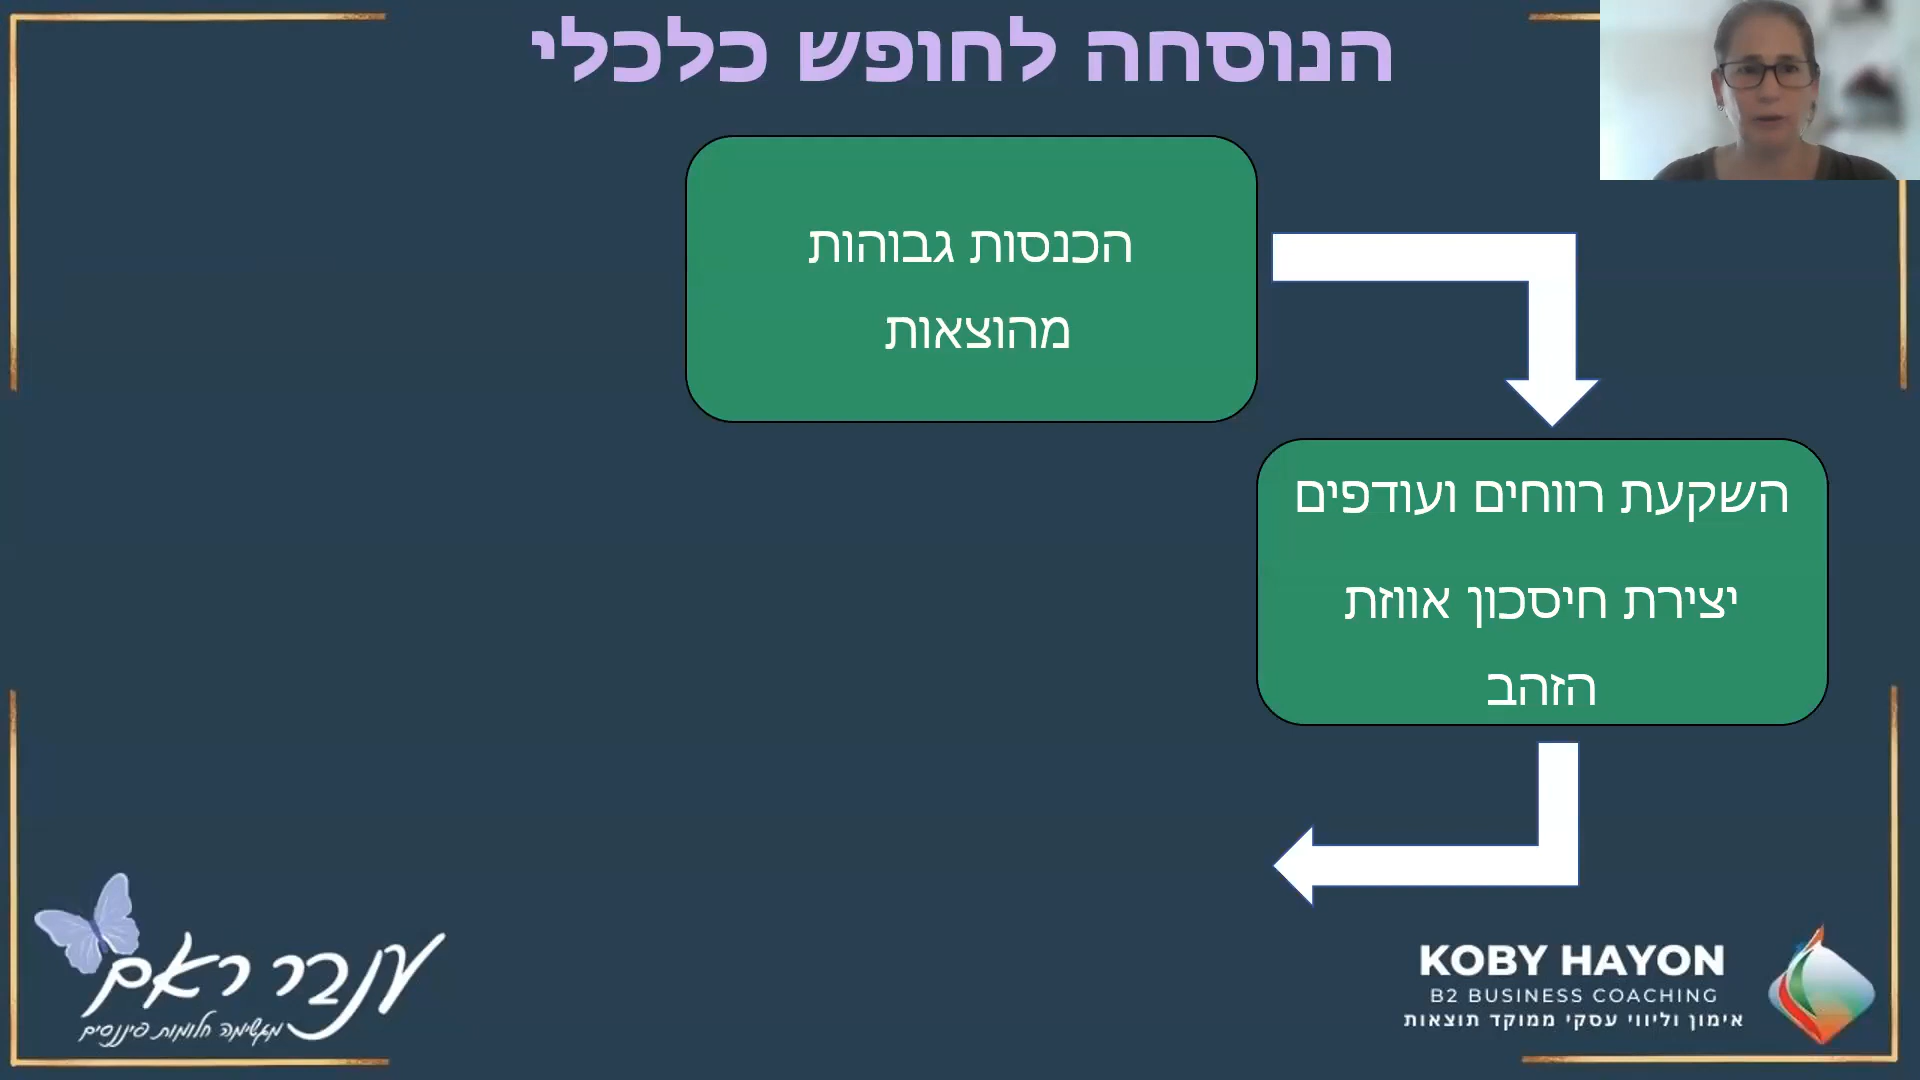 הנוסחה לחופש כלכלי
הכנסות גבוהות
מהוצאות
השקעת רווחים ועודפים
יצירת חיסכון אווזת
הזהב
ענבר ראם
מגשימה חלומות פיננסים
KOBY HAYON
B2 BUSINESS COACHING
אימון וליווי עסקי ממוקד תוצאות